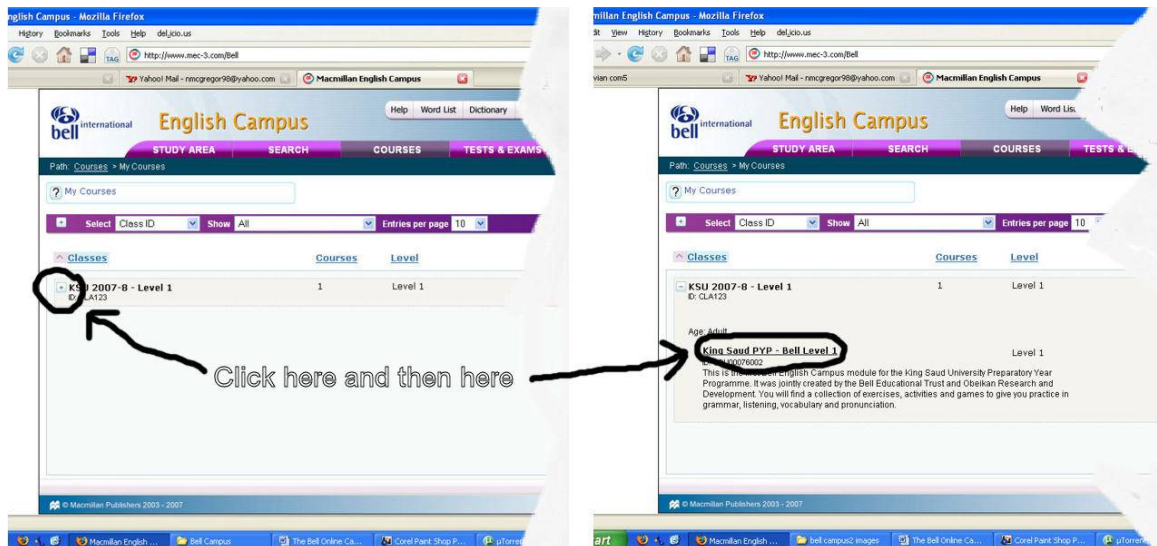 nglish Campus - Mozilla Firefox
History Bookmarks Tools Help del.icio.us
TAG http://www.mec-3.com/Bell
Yahoo! Mail - nmcgregor98@yahoo.com Macmillan English Campus
bell international English Campus
Help Word List Dictionary
STUDY AREA SEARCH COURSES TESTS & EXAMS
Path: Courses > My Courses
? My Courses
+ Select Class ID Show All Entries per page 10
Classes Courses Level
+ KSU 2007-8 - Level 1 1 Level 1
ID: CLA123
© Macmillan Publishers 2003 - 2007
Macmillan English ... Bell Campus The Bell Online Ca... Corel Paint Shop P... µTorren
Click here and then here
millan English Campus - Mozilla Firefox
dit View History Bookmarks Tools Help del.icio.us
TAG http://www.mec-3.com/Bell
vian com5 Yahoo! Mail - nmcgregor98@yahoo.com Macmillan English Campus
bell international English Campus
Help Word Lis
STUDY AREA SEARCH COURSES TESTS &
Path: Courses > My Courses
? My Courses
+ Select Class ID Show All Entries per page 10
Classes Courses Level
- KSU 2007-8 - Level 1 1 Level 1
ID: CLA123
Age: Adult
King Saud PYP - Bell Level 1 Level 1
This is the English Campus module for the King Saud University Preparatory Year
Programme. It was jointly created by the Bell Educational Trust and Obeikan Research and
Development. You will find a collection of exercises, activities and games to give you practice in
grammar, listening, vocabulary and pronunciation.
© Macmillan Publishers 2003 - 2007
art Macmillan English ... bell campus2 images The Bell Online Ca... Corel Paint Shop P... µTorren